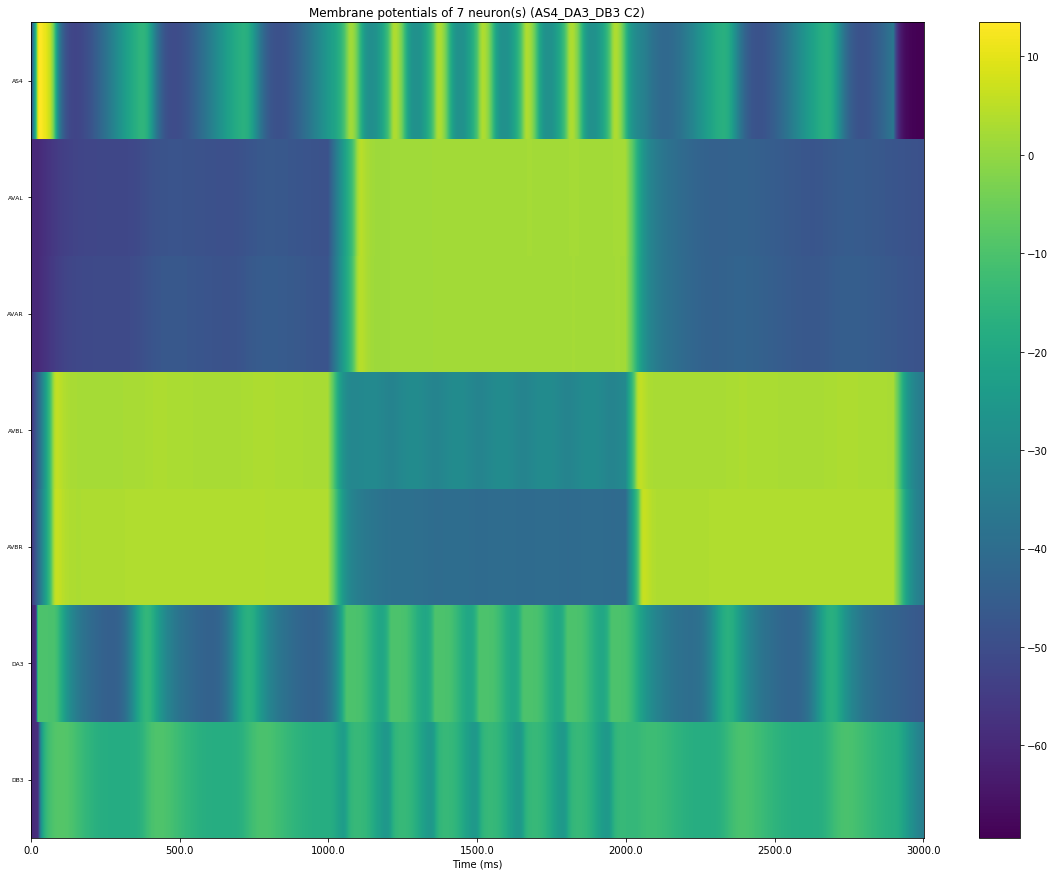 Membrane potentials of 7 neuron(s) (AS4_DA3_DB3 C2)
AS4
AVAL
AVAR
AVBL
AVBR
DA3
DB3
0.0 500.0 1000.0 1500.0 2000.0 2500.0 3000.0
Time (ms)
10
0
−10
−20
−30
−40
−50
−60